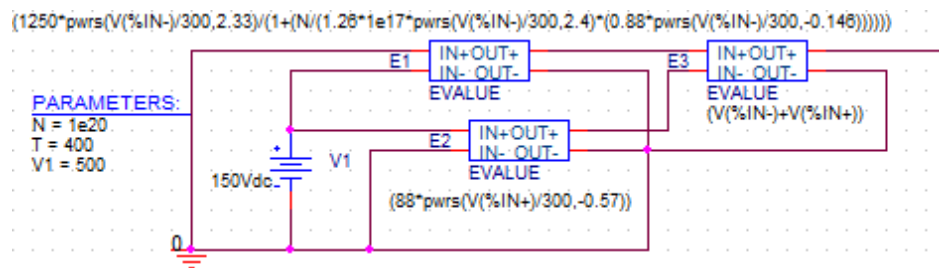 (1250*pwrs(V(%IN-)/300,2.33)/(1+(N/(1.26*1e17*pwrs(V(%IN-)/300,2.4)*(0.88*pwrs(V(%IN-)/300,-0.146))))))
E1
IN+OUT+
IN- OUT-
EVALUE
E3
IN+OUT+
IN- OUT-
EVALUE
(V(%IN-)+V(%IN+))
PARAMETERS:
N = 1e20
T = 400
V1 = 500
E2
IN+OUT+
IN- OUT-
EVALUE
V1
150Vdc
(88*pwrs(V(%IN+)/300,-0.57))
0